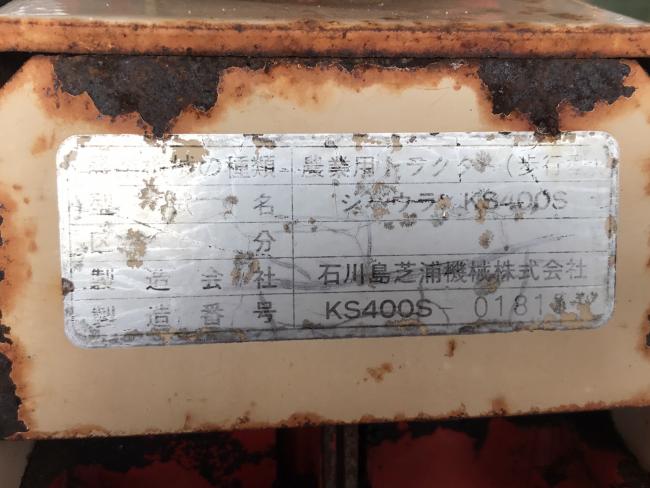 の種類 農業用トラクター（歩行
型 名 シバウラ KS400S
区 分
製造会社 石川島芝浦機械株式会社
製造番号 KS400S 0181